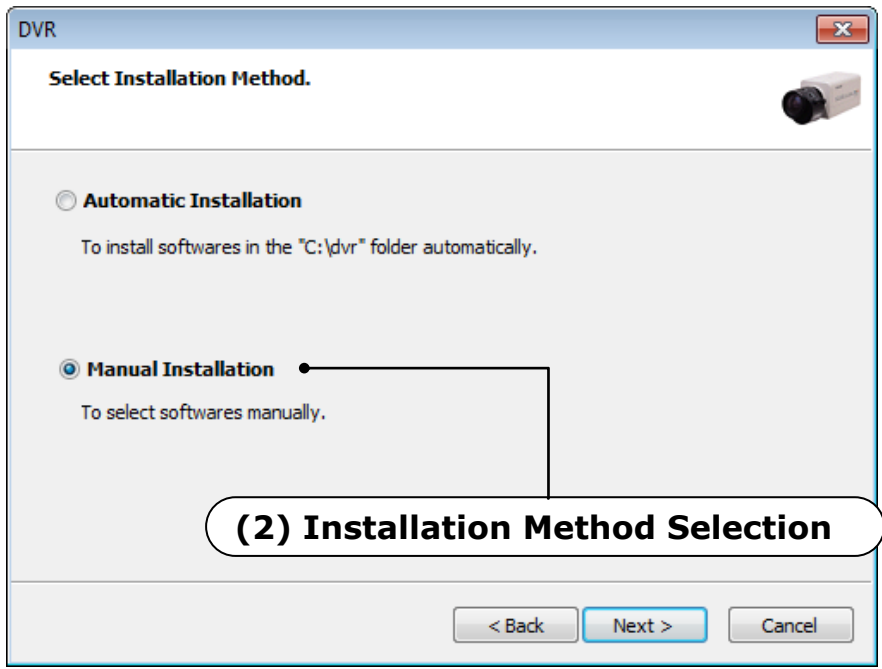 DVR
Select Installation Method.
Automatic Installation
To install softwares in the "C:\dvr" folder automatically.
Manual Installation
To select softwares manually.
(2) Installation Method Selection
< Back
Next >
Cancel